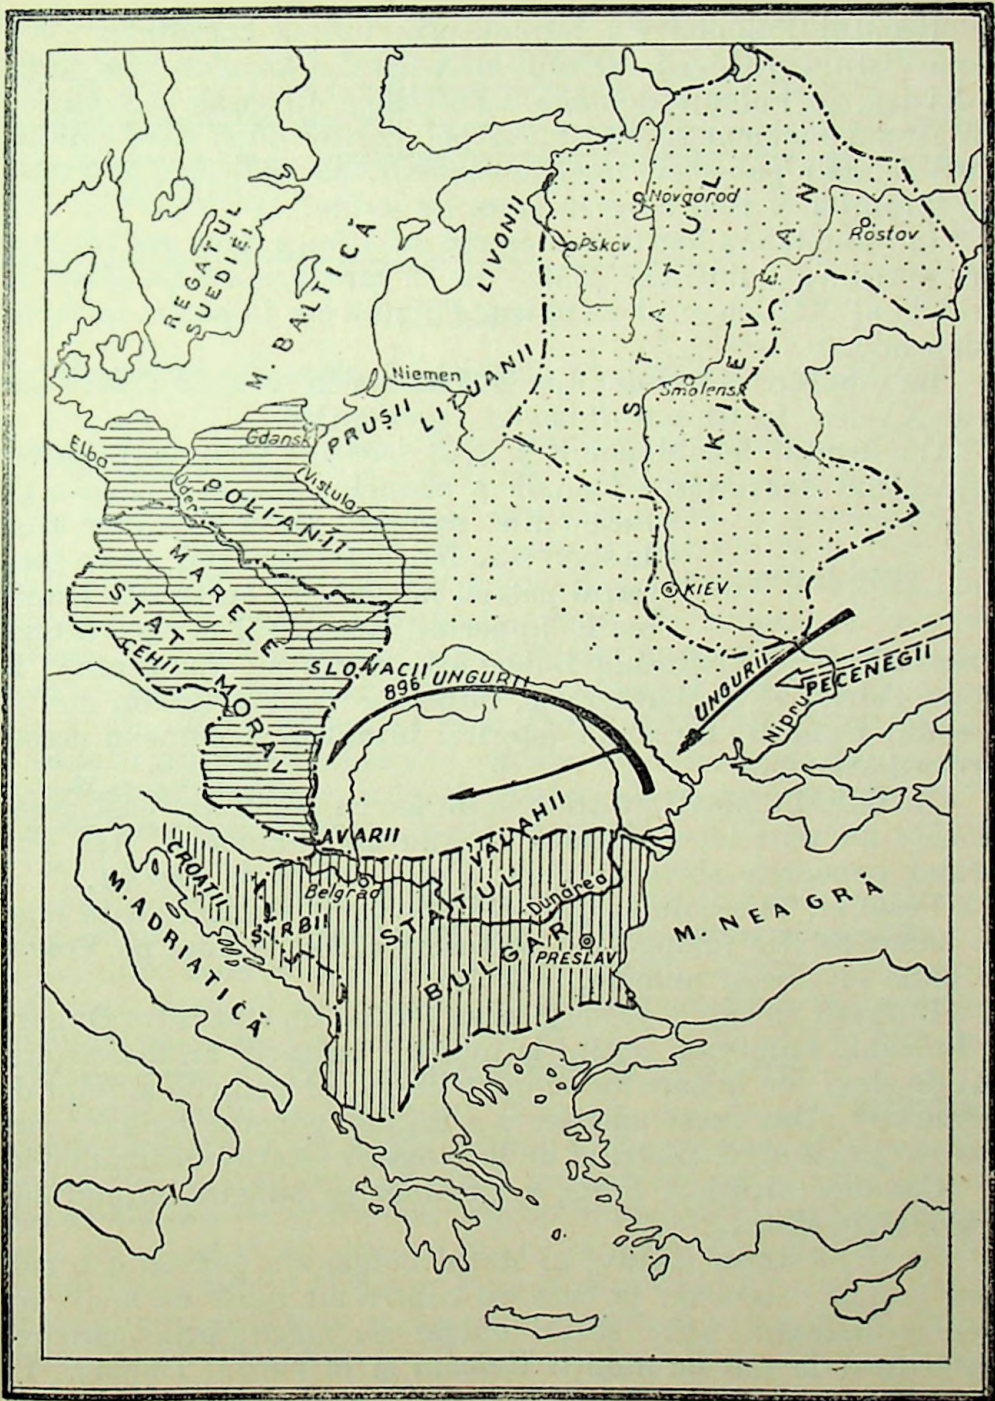 REGATUL
SUEDIEI
M. BALTICĂ
LIVONII
Novgorod
Pskov
Rostov
STATUL
KIEVEAN
Smolensk
Niemen
LITUANII
PRUȘII
Gdansk
Elba
Oder
Vistula
POLIANII
MARELE
STAT
MORAL
CEHII
SLOVACII
896 UNGURII
KIEV
UNGURII
PECENEGII
Nipru
AVARII
VALAHII
CROAȚII
SÎRBII
Belgrad
Dunărea
STATUL
BULGAR
PRESLAV
M. ADRIATICĂ
M. NEAGRĂ